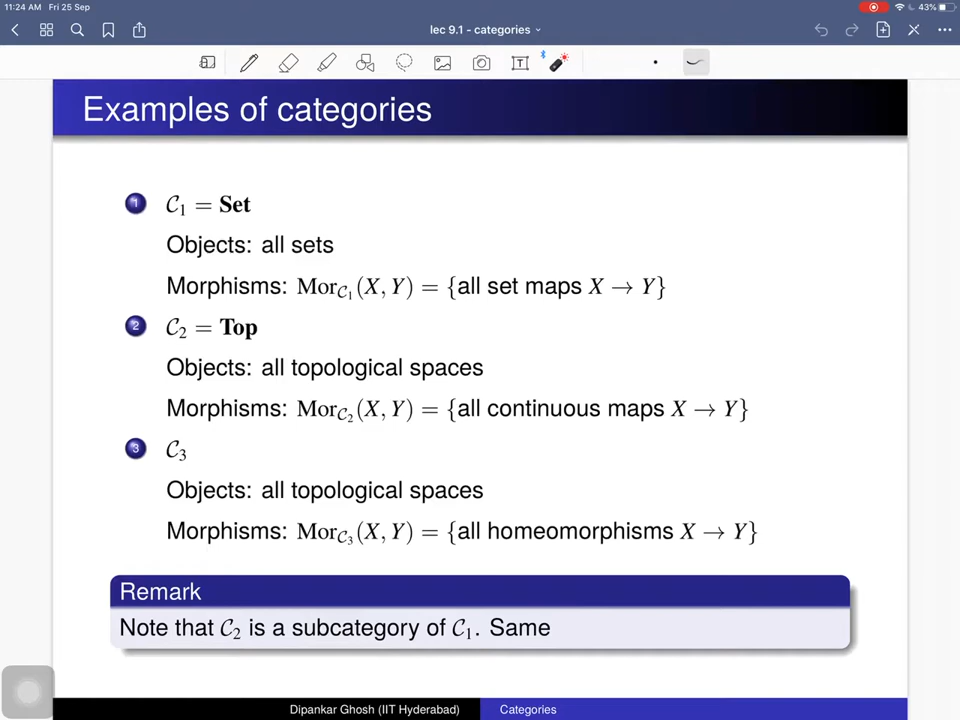 11:24 AM Fri 25 Sep
43%
lec 9.1 - categories
Examples of categories
1 𝒞₁ = Set
Objects: all sets
Morphisms: Mor𝒞₁(X, Y) = {all set maps X → Y}
2 𝒞₂ = Top
Objects: all topological spaces
Morphisms: Mor𝒞₂(X, Y) = {all continuous maps X → Y}
3 𝒞₃
Objects: all topological spaces
Morphisms: Mor𝒞₃(X, Y) = {all homeomorphisms X → Y}
Remark
Note that 𝒞₂ is a subcategory of 𝒞₁. Same
Dipankar Ghosh (IIT Hyderabad) Categories